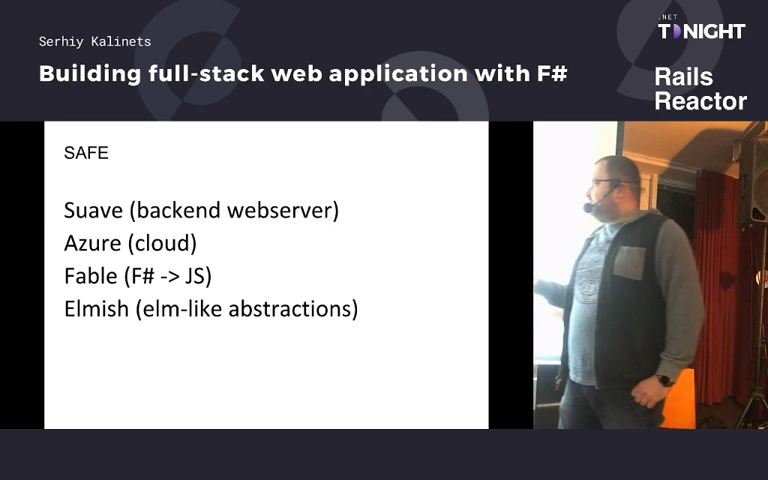 Serhiy Kalinets
Building full-stack web application with F#
.NET
TONIGHT
Rails
Reactor
SAFE
Suave (backend webserver)
Azure (cloud)
Fable (F# -> JS)
Elmish (elm-like abstractions)